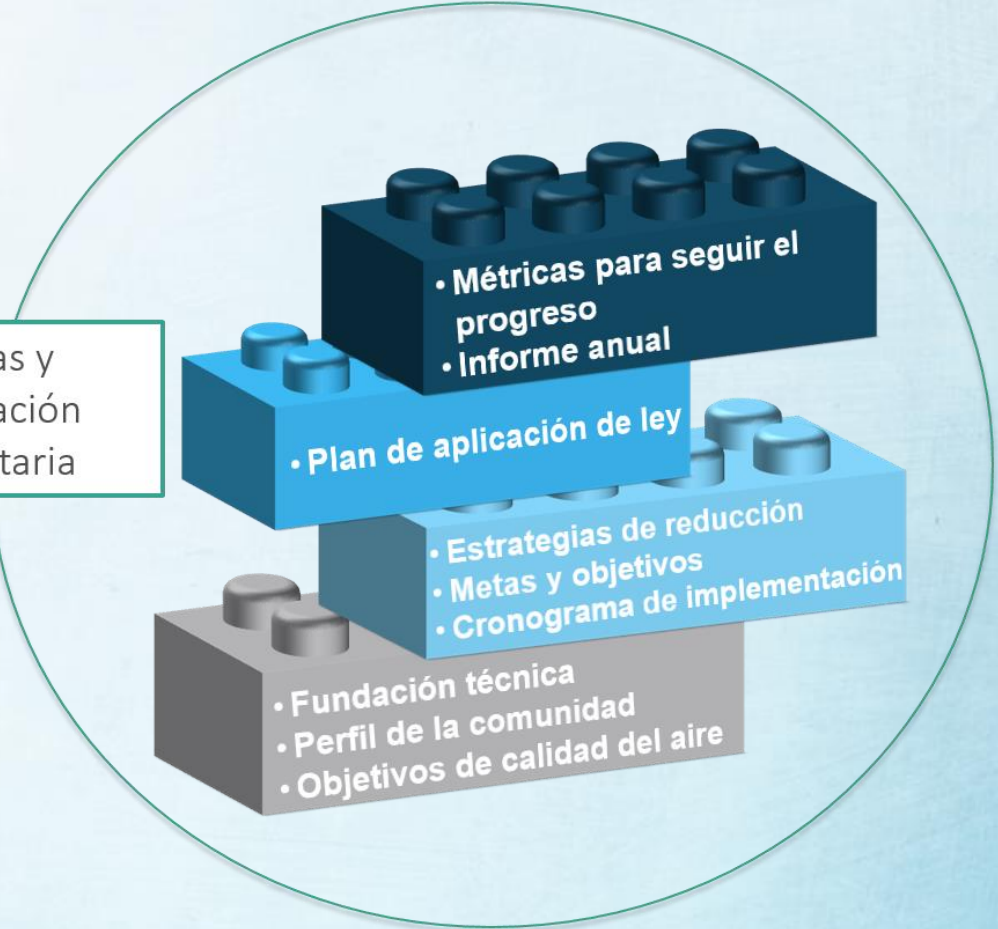 • Métricas para seguir el
progreso
• Informe anual
as y
ación
taria
• Plan de aplicación de ley
• Estrategias de reducción
• Metas y objetivos
• Cronograma de implementación
• Fundación técnica
• Perfil de la comunidad
• Objetivos de calidad del aire